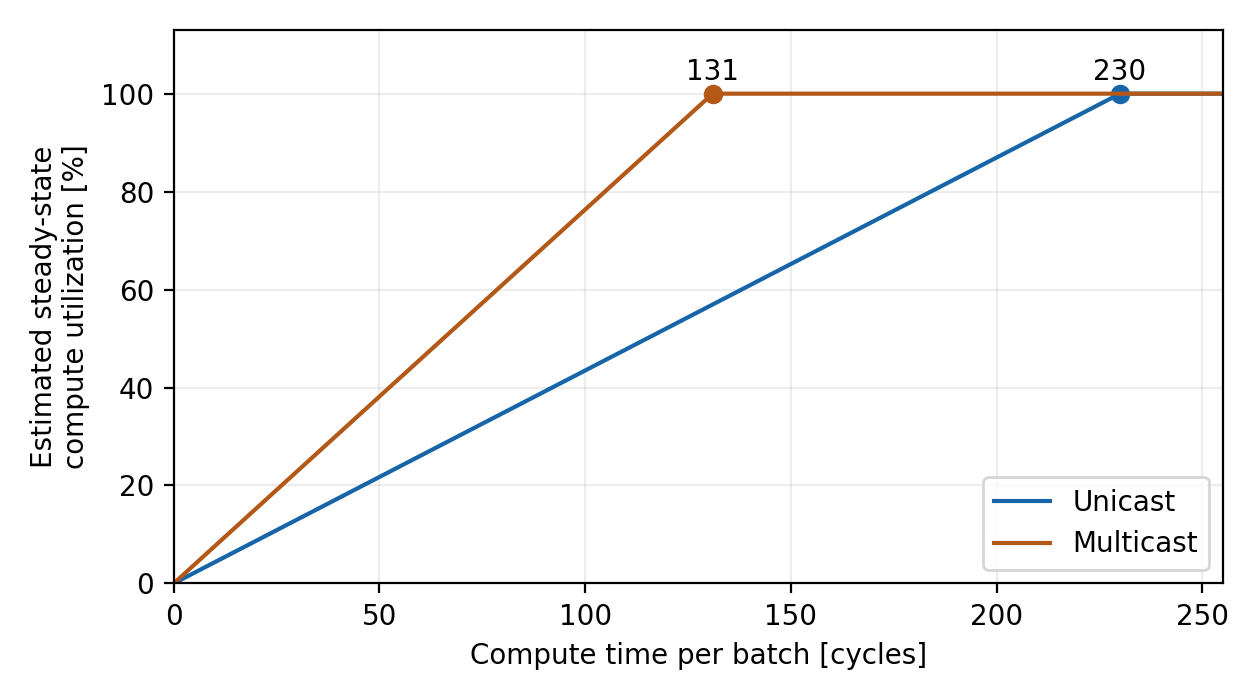 131
230
100
80
60
40
20
0
Estimated steady-state
compute utilization [%]
Unicast
Multicast
0
50
100
150
200
250
Compute time per batch [cycles]